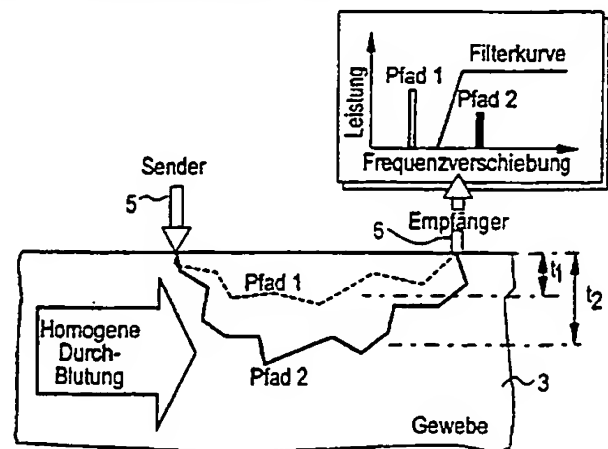 Filterkurve
Pfad 1
Pfad 2
Leistung
Frequenzverschiebung
Sender
5
Empfänger
6
Pfad 1
t1
t2
Homogene
Durch-
Blutung
Pfad 2
3
Gewebe